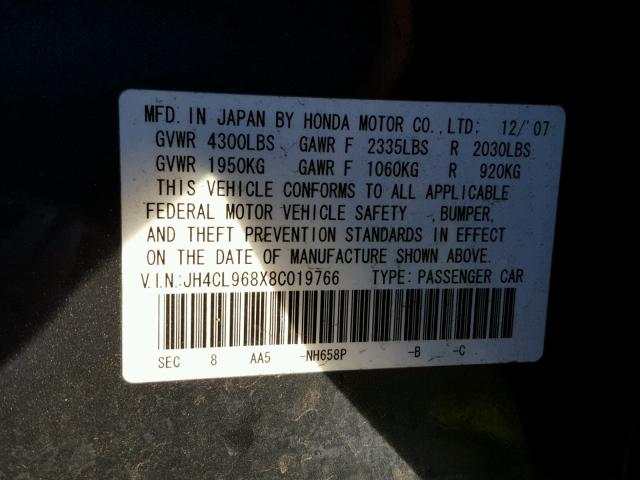 MFD. IN JAPAN BY HONDA MOTOR CO., LTD; 12/'07
GVWR 4300LBS GAWR F 2335LBS R 2030LBS
GVWR 1950KG GAWR F 1060KG R 920KG
THIS VEHICLE CONFORMS TO ALL APPLICABLE
FEDERAL MOTOR VEHICLE SAFETY , BUMPER,
AND THEFT PREVENTION STANDARDS IN EFFECT
ON THE DATE OF MANUFACTURE SHOWN ABOVE.
V.I.N.:JH4CL968X8C019766 TYPE: PASSENGER CAR
SEC 8 AA5 -NH658P -B -C